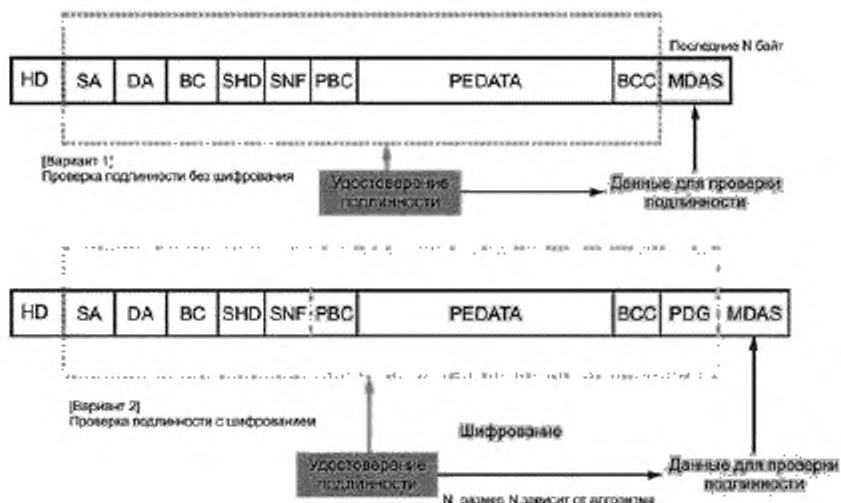 Последние N байт
HD SA DA BC SHD SNF PBC PEDATA BCC MDAS
[Вариант 1]
Проверка подлинности без шифрования
Удостоверение подлинности
Данные для проверки подлинности
HD SA DA BC SHD SNF PBC PEDATA BCC PDG MDAS
[Вариант 2]
Проверка подлинности с шифрованием
Шифрование
Удостоверение подлинности
Данные для проверки подлинности
N размер N зависит от алгоритма